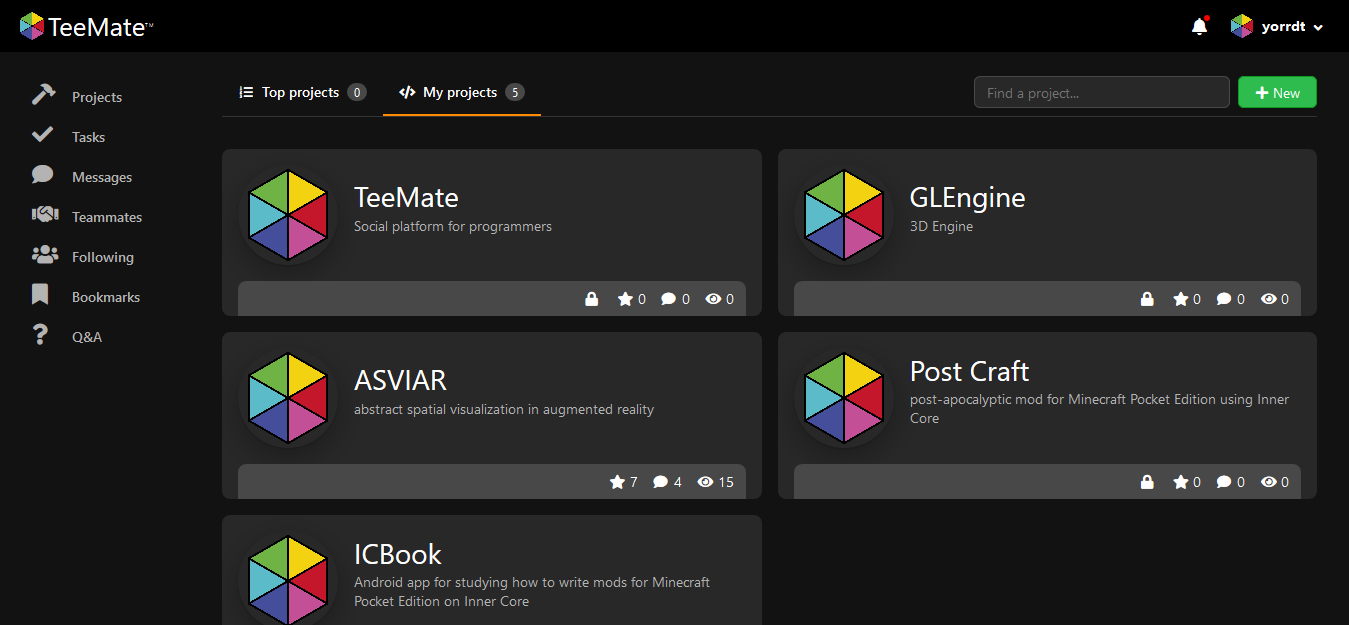 TeeMate™
yorrdt
Projects
Tasks
Messages
Teammates
Following
Bookmarks
Q&A
Top projects 0
My projects 5
Find a project...
New
TeeMate
Social platform for programmers
0 0 0
GLEngine
3D Engine
0 0 0
ASVIAR
abstract spatial visualization in augmented reality
7 4 15
Post Craft
post-apocalyptic mod for Minecraft Pocket Edition using Inner
Core
0 0 0
ICBook
Android app for studying how to write mods for Minecraft
Pocket Edition on Inner Core